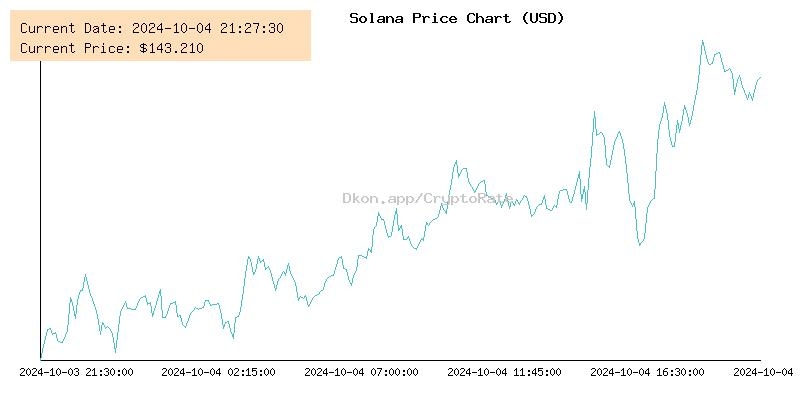 Solana Price Chart (USD)
Current Date: 2024-10-04 21:27:30
Current Price: $143.210
Dkon.app/CryptoRate
2024-10-03 21:30:00 2024-10-04 02:15:00 2024-10-04 07:00:00 2024-10-04 11:45:00 2024-10-04 16:30:00 2024-10-04